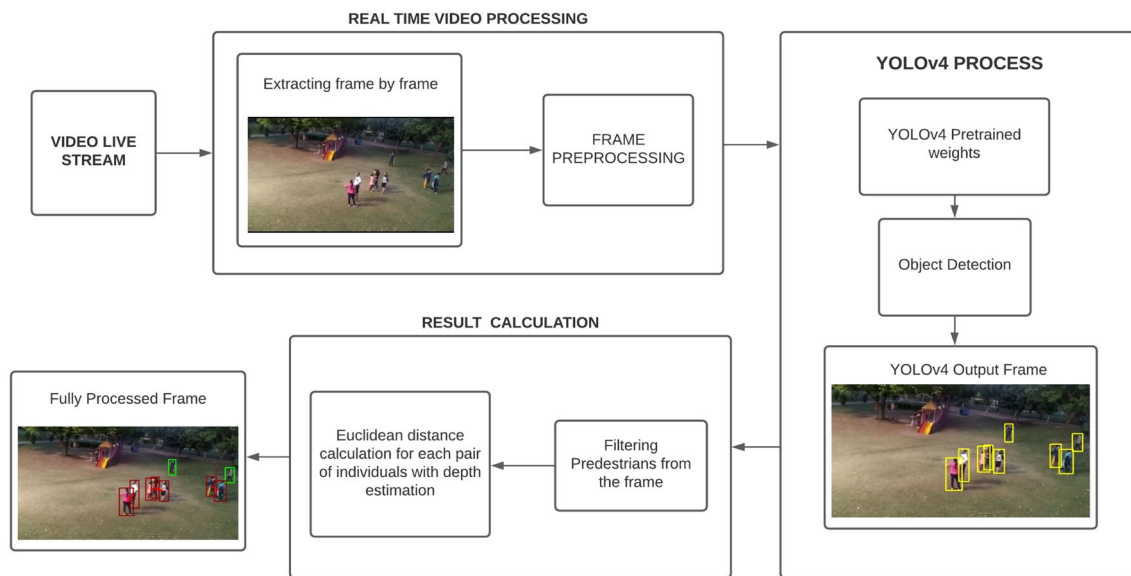 REAL TIME VIDEO PROCESSING
VIDEO LIVE
STREAM
Extracting frame by frame
FRAME
PREPROCESSING
YOLOv4 PROCESS
YOLOv4 Pretrained
weights
Object Detection
YOLOv4 Output Frame
RESULT CALCULATION
Filtering
Predestrians from
the frame
Euclidean distance
calculation for each pair
of individuals with depth
estimation
Fully Processed Frame